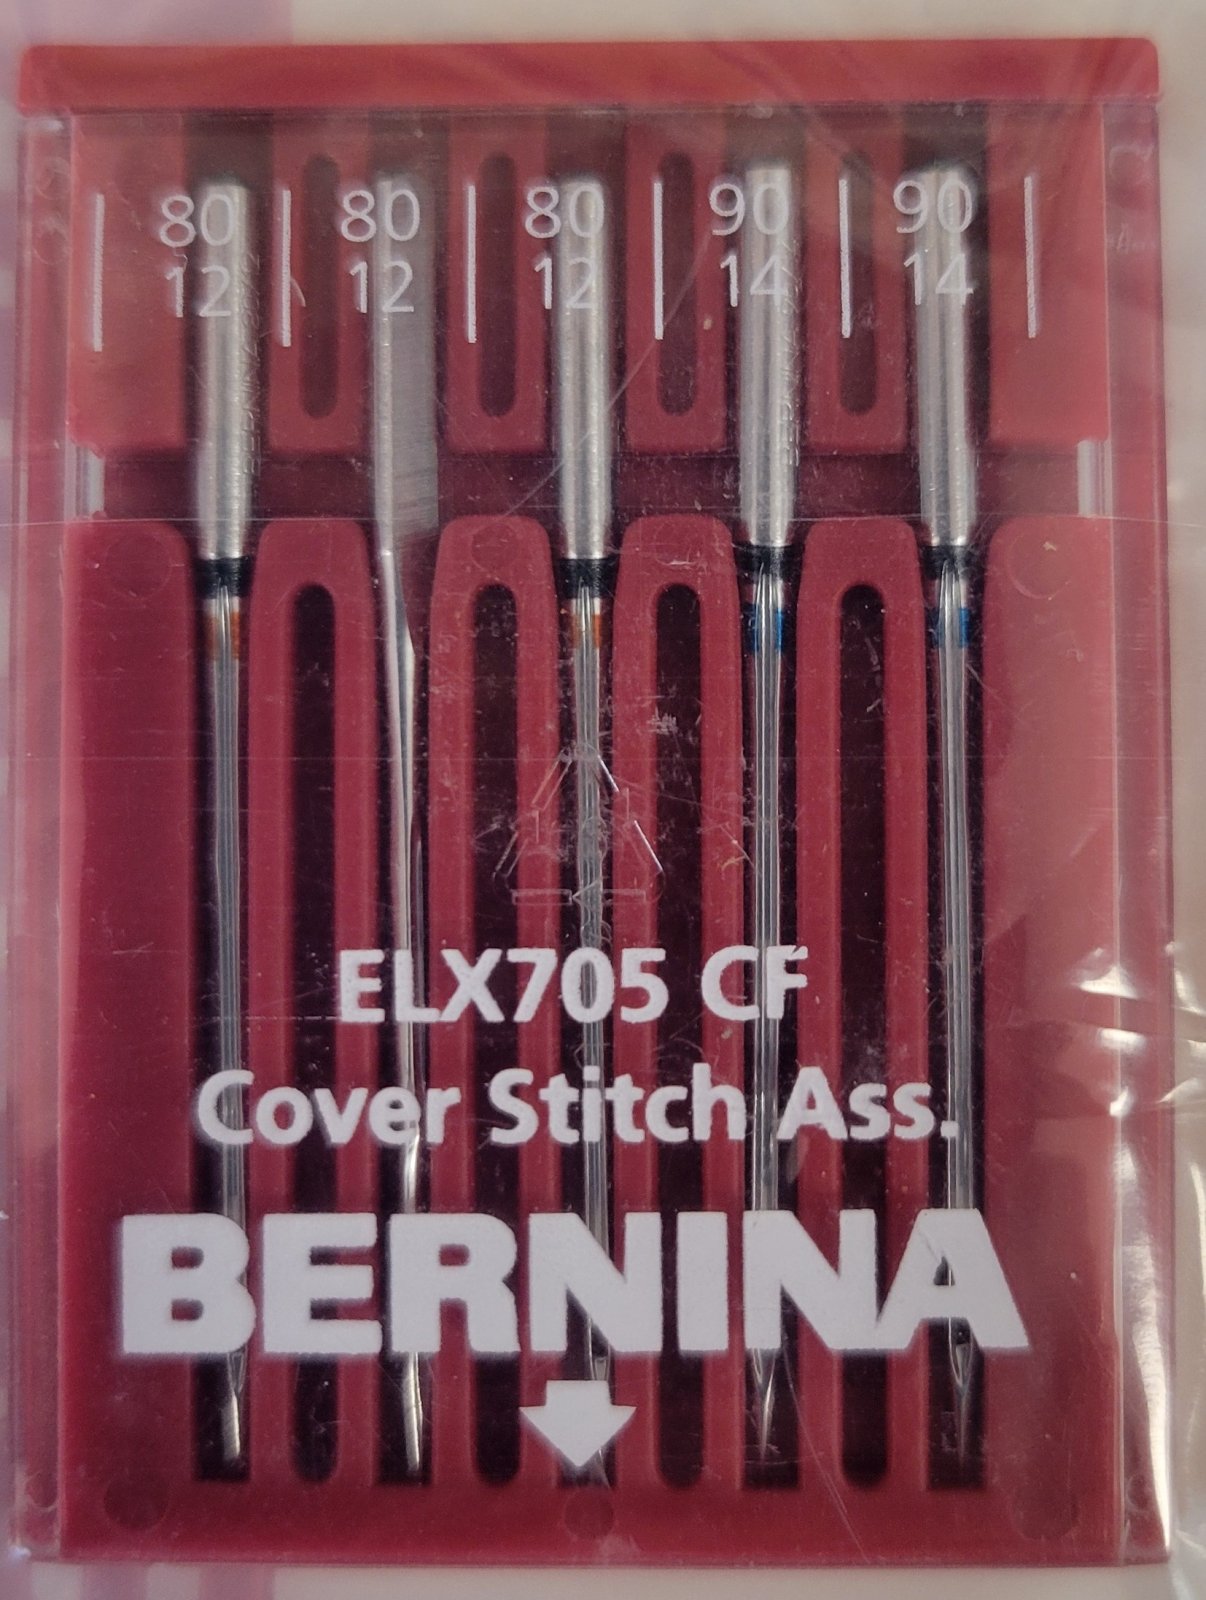 80 80 80 90 90
12 12 12 14 14
ELX705 CF
Cover Stitch Ass.
BERNINA